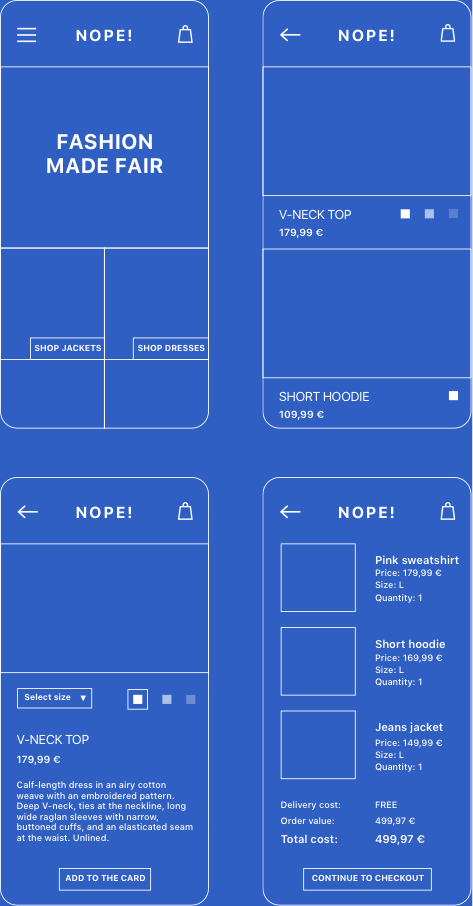 NOPE!
FASHION
MADE FAIR
SHOP JACKETS
SHOP DRESSES
NOPE!
V-NECK TOP
179,99 €
SHORT HOODIE
109,99 €
NOPE!
Select size ▼
V-NECK TOP
179,99 €
Calf-length dress in an airy cotton
weave with an embroidered pattern.
Deep V-neck, ties at the neckline, long
wide raglan sleeves with narrow,
buttoned cuffs, and an elasticated seam
at the waist. Unlined.
ADD TO THE CARD
NOPE!
Pink sweatshirt
Price: 179,99 €
Size: L
Quantity: 1
Short hoodie
Price: 169,99 €
Size: L
Quantity: 1
Jeans jacket
Price: 149,99 €
Size: L
Quantity: 1
Delivery cost: FREE
Order value: 499,97 €
Total cost: 499,97 €
CONTINUE TO CHECKOUT